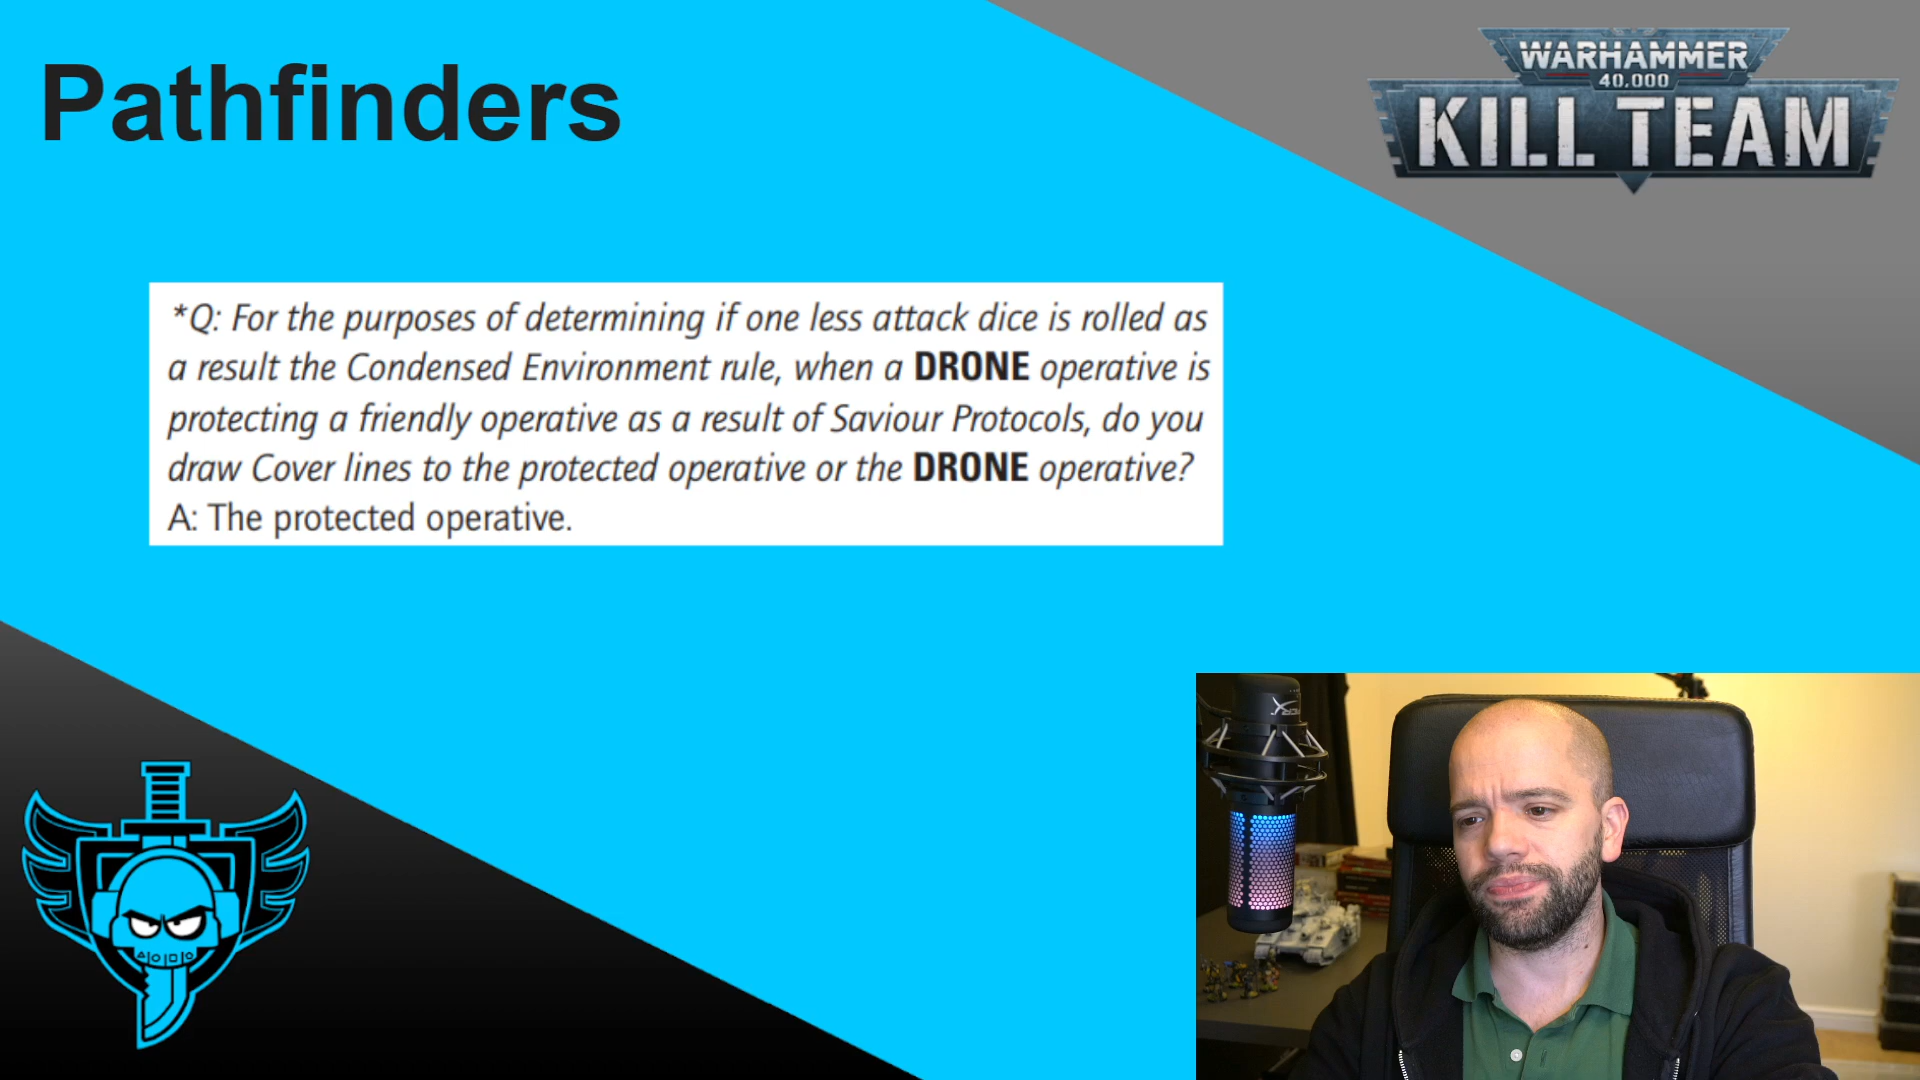 Pathfinders
WARHAMMER
40,000
KILL TEAM
*Q: For the purposes of determining if one less attack dice is rolled as
a result the Condensed Environment rule, when a DRONE operative is
protecting a friendly operative as a result of Saviour Protocols, do you
draw Cover lines to the protected operative or the DRONE operative?
A: The protected operative.